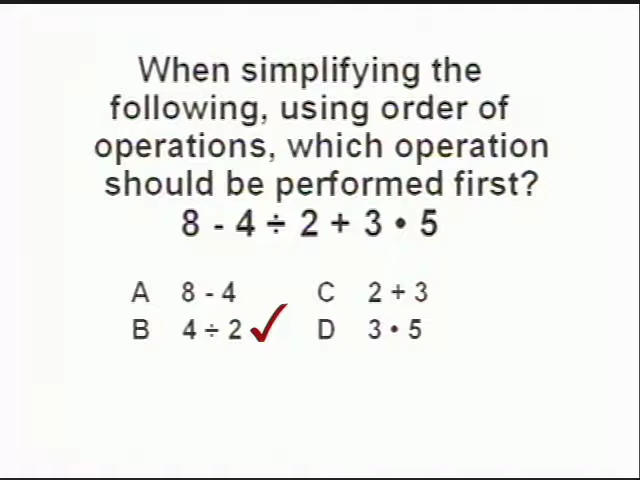 When simplifying the
following, using order of
operations, which operation
should be performed first?
8 - 4 ÷ 2 + 3 • 5
A 8 - 4 C 2 + 3
B 4 ÷ 2 D 3 • 5